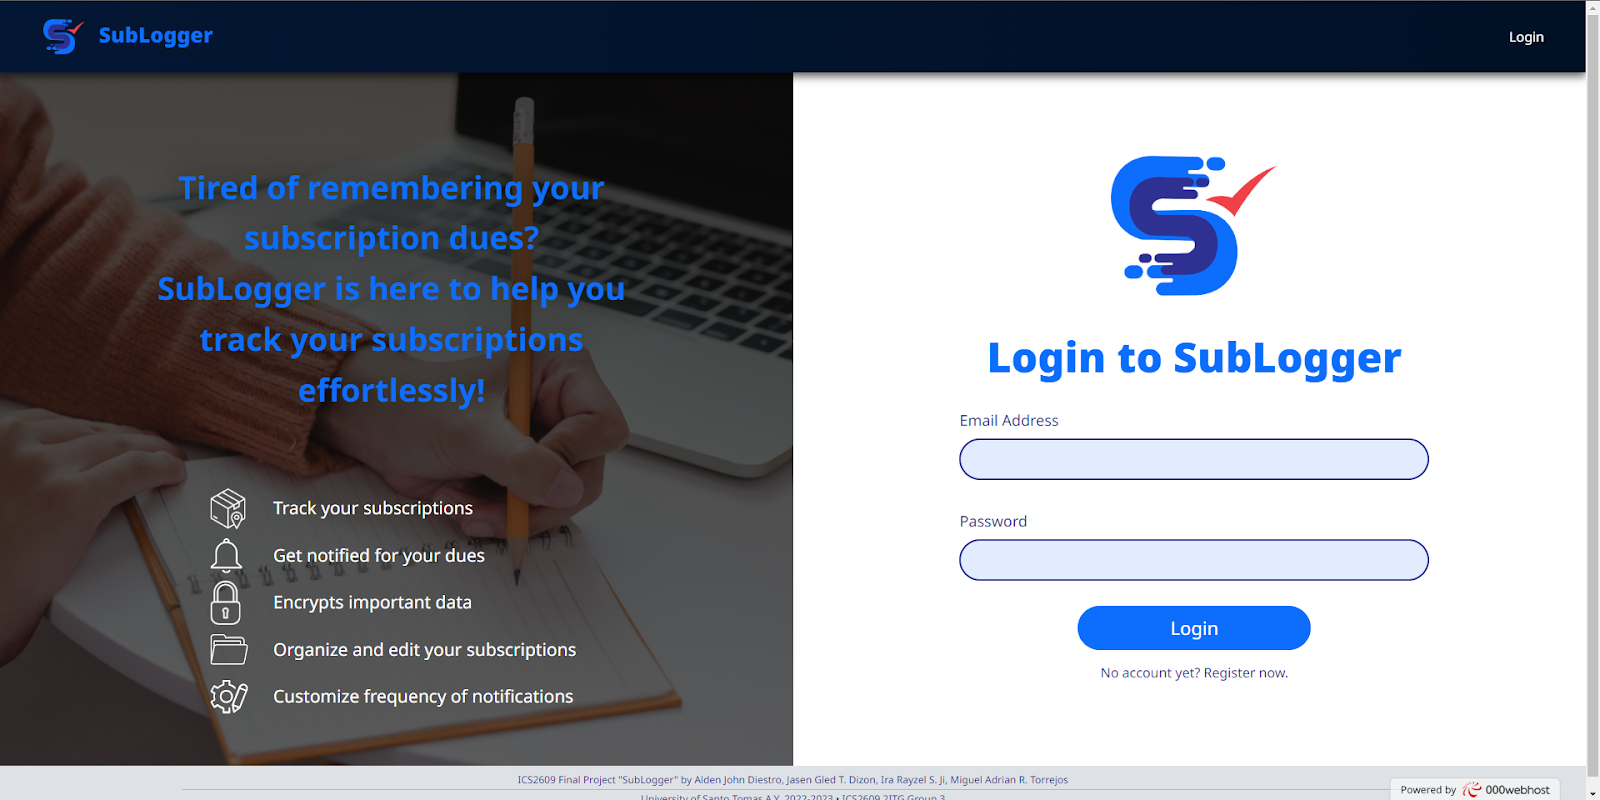 SubLogger
Login
Tired of remembering your
subscription dues?
SubLogger is here to help you
track your subscriptions
effortlessly!
Track your subscriptions
Get notified for your dues
Encrypts important data
Organize and edit your subscriptions
Customize frequency of notifications
Login to SubLogger
Email Address
Password
Login
No account yet? Register now.
ICS2609 Final Project "SubLogger" by Alden John Diestro, Jasen Gled T. Dizon, Ira Rayzel S. Ji, Miguel Adrian R. Torrejos
University of Santo Tomas A.Y. 2022-2023 • ICS2609 2ITG Group 3
Powered by 000webhost